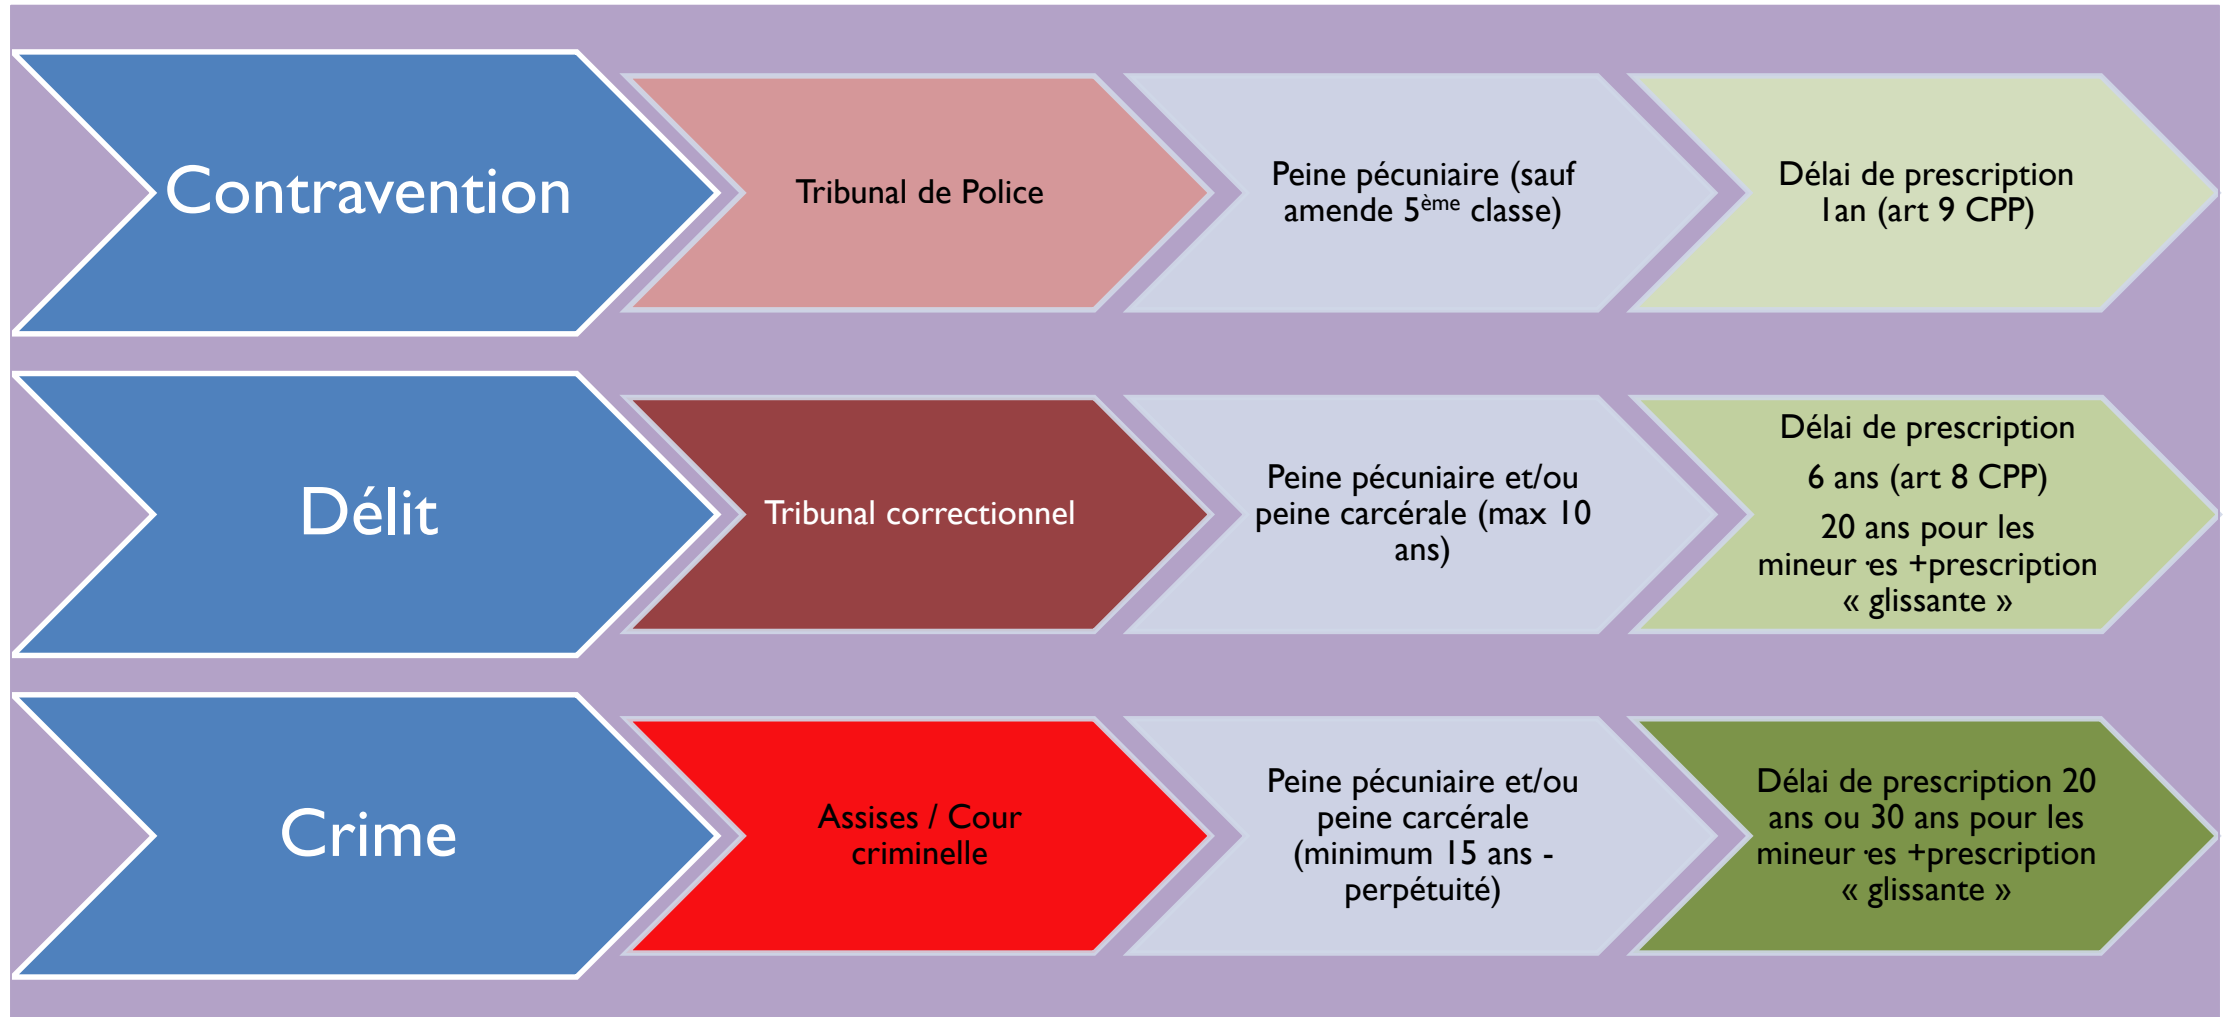 Contravention
Tribunal de Police
Peine pécuniaire (sauf
amende 5ème classe)
Délai de prescription
1an (art 9 CPP)
Délit
Tribunal correctionnel
Peine pécuniaire et/ou
peine carcérale (max 10
ans)
Délai de prescription
6 ans (art 8 CPP)
20 ans pour les
mineur·es +prescription
« glissante »
Crime
Assises / Cour
criminelle
Peine pécuniaire et/ou
peine carcérale
(minimum 15 ans -
perpétuité)
Délai de prescription 20
ans ou 30 ans pour les
mineur·es +prescription
« glissante »